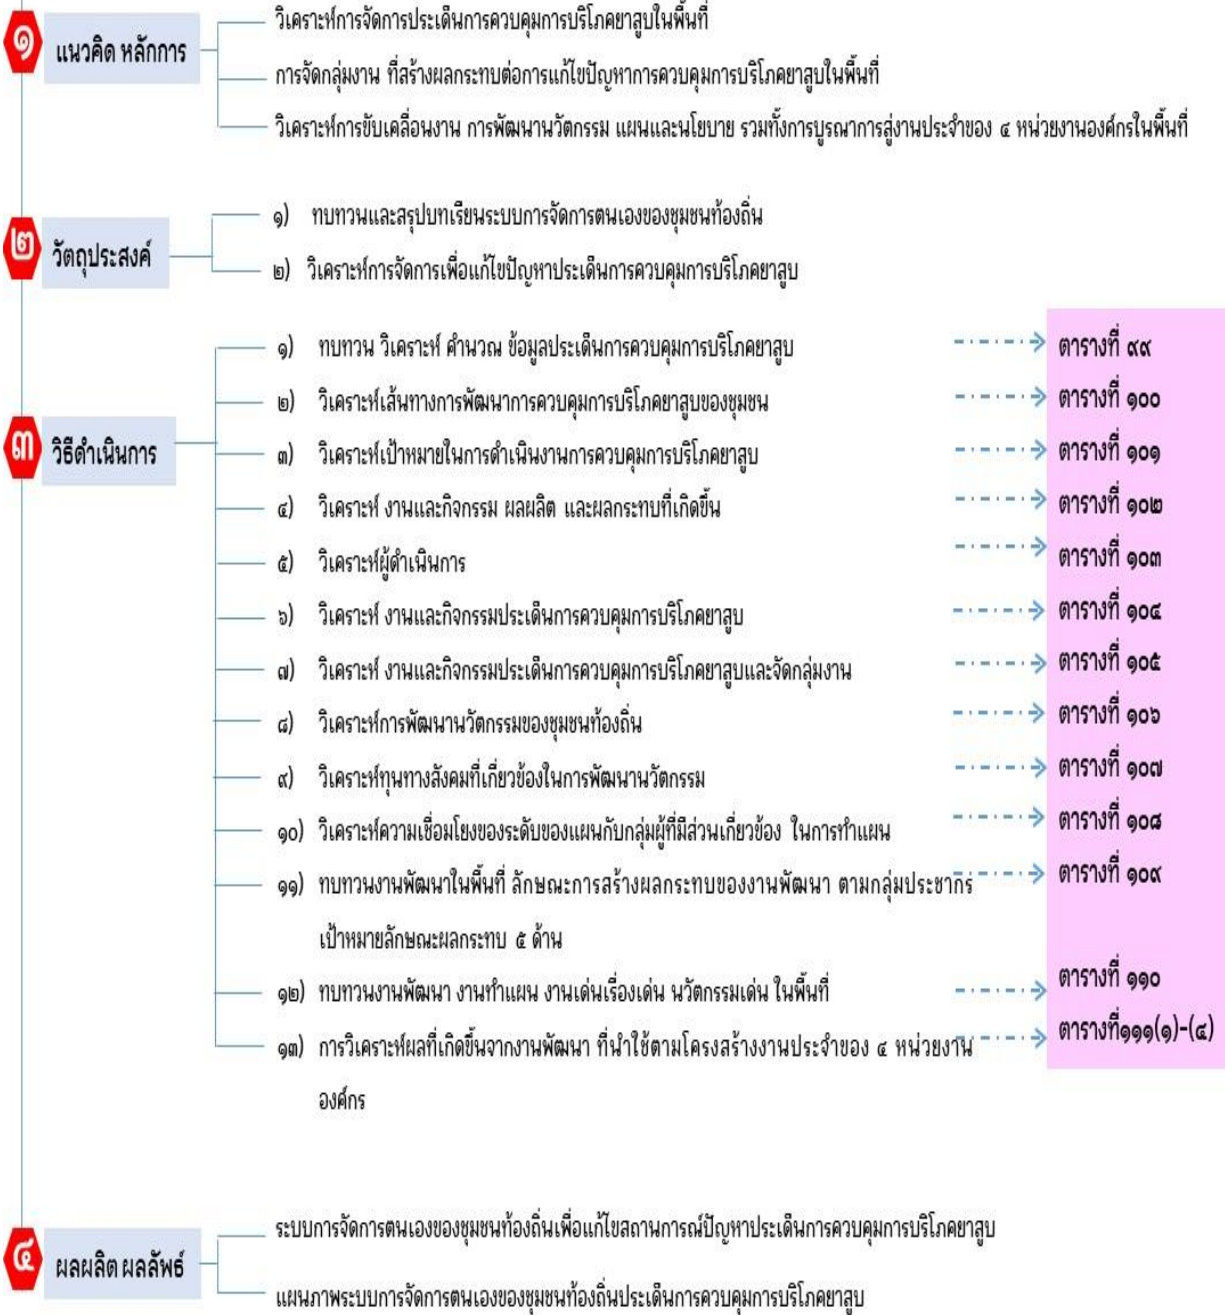 วิเคราะห์การจัดการประเด็นการควบคุมการบริโภคยาสูบในพื้นที่
๑ แนวคิด หลักการ
การจัดกลุ่มงาน ที่สร้างผลกระทบต่อการแก้ไขปัญหาการควบคุมการบริโภคยาสูบในพื้นที่
วิเคราะห์การขับเคลื่อนงาน การพัฒนานวัตกรรม แผนและนโยบาย รวมทั้งการบูรณาการสู่งานประจำของ ๔ หน่วยงานองค์กรในพื้นที่
๒ วัตถุประสงค์
๑) ทบทวนและสรุปบทเรียนระบบการจัดการตนเองของชุมชนท้องถิ่น
๒) วิเคราะห์การจัดการเพื่อแก้ไขปัญหาประเด็นการควบคุมการบริโภคยาสูบ
๓ วิธีดำเนินการ
๑) ทบทวน วิเคราะห์ คำนวณ ข้อมูลประเด็นการควบคุมการบริโภคยาสูบ ตารางที่ ๙๙
๒) วิเคราะห์เส้นทางการพัฒนาการควบคุมการบริโภคยาสูบของชุมชน ตารางที่ ๑๐๐
๓) วิเคราะห์เป้าหมายในการดำเนินงานการควบคุมการบริโภคยาสูบ ตารางที่ ๑๐๑
๔) วิเคราะห์ งานและกิจกรรม ผลผลิต และผลกระทบที่เกิดขึ้น ตารางที่ ๑๐๒
๕) วิเคราะห์ผู้ดำเนินการ ตารางที่ ๑๐๓
๖) วิเคราะห์ งานและกิจกรรมประเด็นการควบคุมการบริโภคยาสูบ ตารางที่ ๑๐๔
๗) วิเคราะห์ งานและกิจกรรมประเด็นการควบคุมการบริโภคยาสูบและจัดกลุ่มงาน ตารางที่ ๑๐๕
๘) วิเคราะห์การพัฒนานวัตกรรมของชุมชนท้องถิ่น ตารางที่ ๑๐๖
๙) วิเคราะห์ทุนทางสังคมที่เกี่ยวข้องในการพัฒนานวัตกรรม ตารางที่ ๑๐๗
๑๐) วิเคราะห์ความเชื่อมโยงของระดับของแผนกับกลุ่มผู้ที่มีส่วนเกี่ยวข้อง ในการทำแผน ตารางที่ ๑๐๘
๑๑) ทบทวนงานพัฒนาในพื้นที่ ลักษณะการสร้างผลกระทบของงานพัฒนา ตามกลุ่มประชากร ตารางที่ ๑๐๙
เป้าหมายลักษณะผลกระทบ ๕ ด้าน
๑๒) ทบทวนงานพัฒนา งานทำแผน งานเด่นเรื่องเด่น นวัตกรรมเด่น ในพื้นที่ ตารางที่ ๑๑๐
๑๓) การวิเคราะห์ผลที่เกิดขึ้นจากงานพัฒนา ที่นำใช้ตามโครงสร้างงานประจำของ ๔ หน่วยงาน ตารางที่๑๑๑(๑)-(๔)
องค์กร
ระบบการจัดการตนเองของชุมชนท้องถิ่นเพื่อแก้ไขสถานการณ์ปัญหาประเด็นการควบคุมการบริโภคยาสูบ
๔ ผลผลิต ผลลัพธ์
แผนภาพระบบการจัดการตนเองของชุมชนท้องถิ่นประเด็นการควบคุมการบริโภคยาสูบ